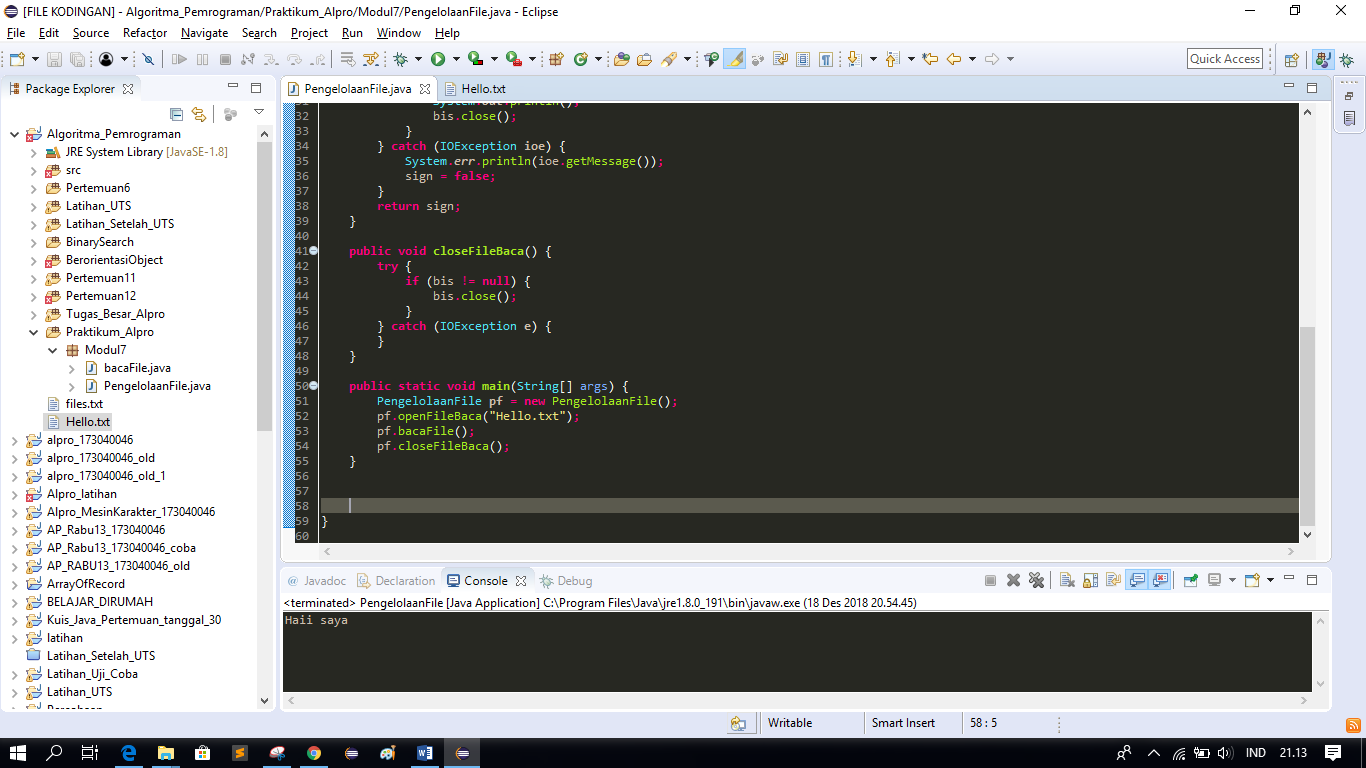 [FILE KODINGAN] - Algoritma_Pemrograman/Praktikum_Alpro/Modul7/PengelolaanFile.java - Eclipse
File Edit Source Refactor Navigate Search Project Run Window Help
Quick Access
Package Explorer
Algoritma_Pemrograman
JRE System Library [JavaSE-1.8]
src
Pertemuan6
Latihan_UTS
Latihan_Setelah_UTS
BinarySearch
BerorientasiObject
Pertemuan11
Pertemuan12
Tugas_Besar_Alpro
Praktikum_Alpro
Modul7
bacaFile.java
PengelolaanFile.java
files.txt
Hello.txt
alpro_173040046
alpro_173040046_old
alpro_173040046_old_1
Alpro_latihan
Alpro_MesinKarakter_173040046
AP_Rabu13_173040046
AP_Rabu13_173040046_coba
AP_RABU13_173040046_old
ArrayOfRecord
BELAJAR_DIRUMAH
Kuis_Java_Pertemuan_tanggal_30
latihan
Latihan_Setelah_UTS
Latihan_Uji_Coba
Latihan_UTS
PengelolaanFile.java Hello.txt
31 System.out.println();
32 bis.close();
33 }
34 } catch (IOException ioe) {
35 System.err.println(ioe.getMessage());
36 sign = false;
37 }
38 return sign;
39 }
40
41 public void closeFileBaca() {
42 try {
43 if (bis != null) {
44 bis.close();
45 }
46 } catch (IOException e) {
47 }
48 }
49
50 public static void main(String[] args) {
51 PengelolaanFile pf = new PengelolaanFile();
52 pf.openFileBaca("Hello.txt");
53 pf.bacaFile();
54 pf.closeFileBaca();
55 }
56
57
58
59 }
60
@ Javadoc Declaration Console Debug
<terminated> PengelolaanFile [Java Application] C:\Program Files\Java\jre1.8.0_191\bin\javaw.exe (18 Des 2018 20.54.45)
Haii saya
Writable Smart Insert 58 : 5
IND 21.13